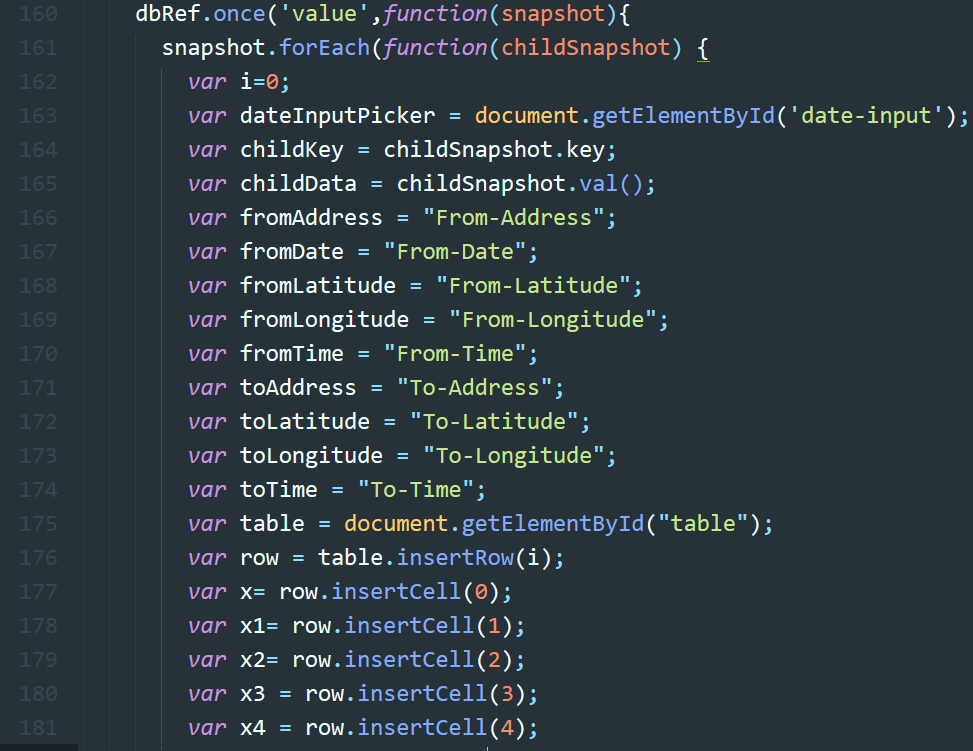 160 dbRef.once('value',function(snapshot){
161 snapshot.forEach(function(childSnapshot) {
162 var i=0;
163 var dateInputPicker = document.getElementById('date-input');
164 var childKey = childSnapshot.key;
165 var childData = childSnapshot.val();
166 var fromAddress = "From-Address";
167 var fromDate = "From-Date";
168 var fromLatitude = "From-Latitude";
169 var fromLongitude = "From-Longitude";
170 var fromTime = "From-Time";
171 var toAddress = "To-Address";
172 var toLatitude = "To-Latitude";
173 var toLongitude = "To-Longitude";
174 var toTime = "To-Time";
175 var table = document.getElementById("table");
176 var row = table.insertRow(i);
177 var x= row.insertCell(0);
178 var x1= row.insertCell(1);
179 var x2= row.insertCell(2);
180 var x3 = row.insertCell(3);
181 var x4 = row.insertCell(4);